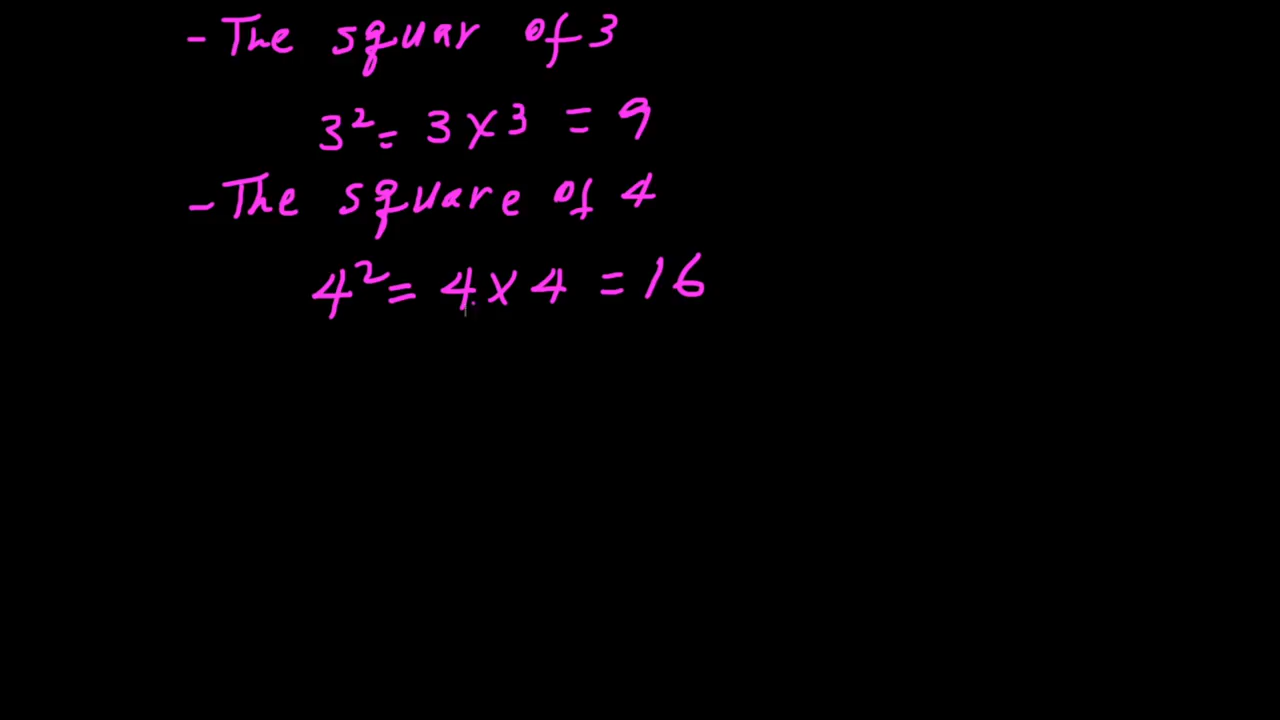 - The squar of 3
3² = 3 x 3 = 9
- The square of 4
4² = 4 x 4 = 16